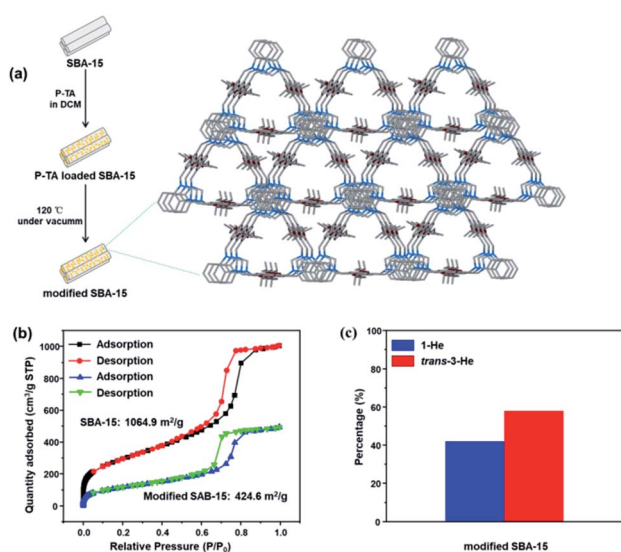 (a)
SBA-15
P-TA
in DCM
P-TA loaded SBA-15
120 ℃
under vacumm
modified SBA-15
(b)
Quantity adsorbed (cm³/g STP)
1000
800
600
400
200
0
Adsorption
Desorption
Adsorption
Desorption
SBA-15: 1064.9 m²/g
Modified SAB-15: 424.6 m²/g
0.0 0.2 0.4 0.6 0.8 1.0
Relative Pressure (P/P₀)
(c)
Percentage (%)
100
80
60
40
20
0
1-He
trans-3-He
modified SBA-15